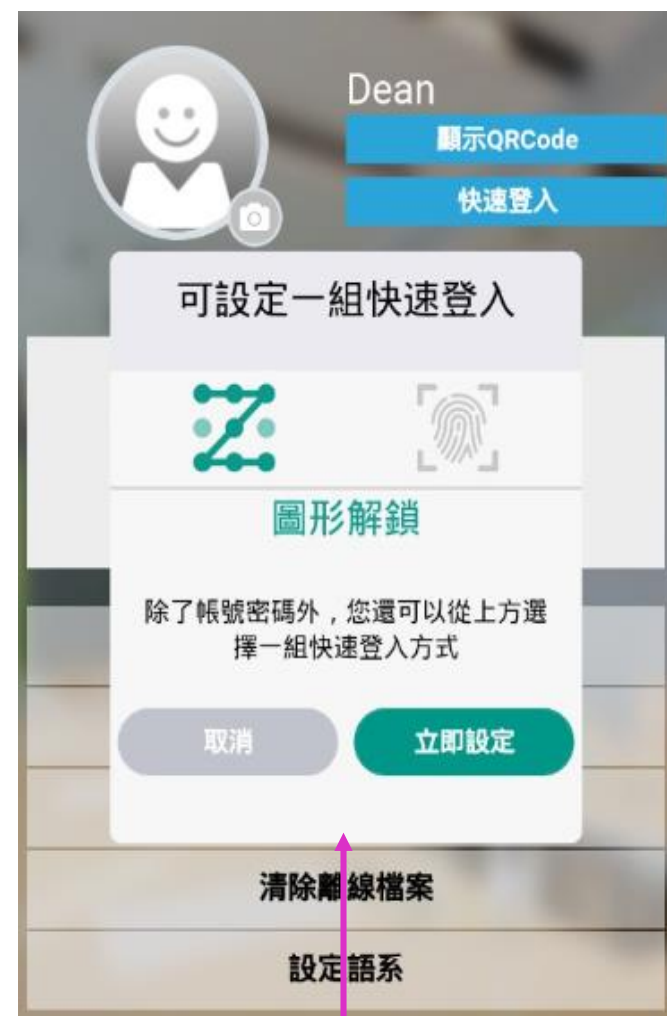 Dean
顯示QRCode
快速登入
可設定一組快速登入
圖形解鎖
除了帳號密碼外，您還可以從上方選
擇一組快速登入方式
取消
立即設定
清除離線檔案
設定語系